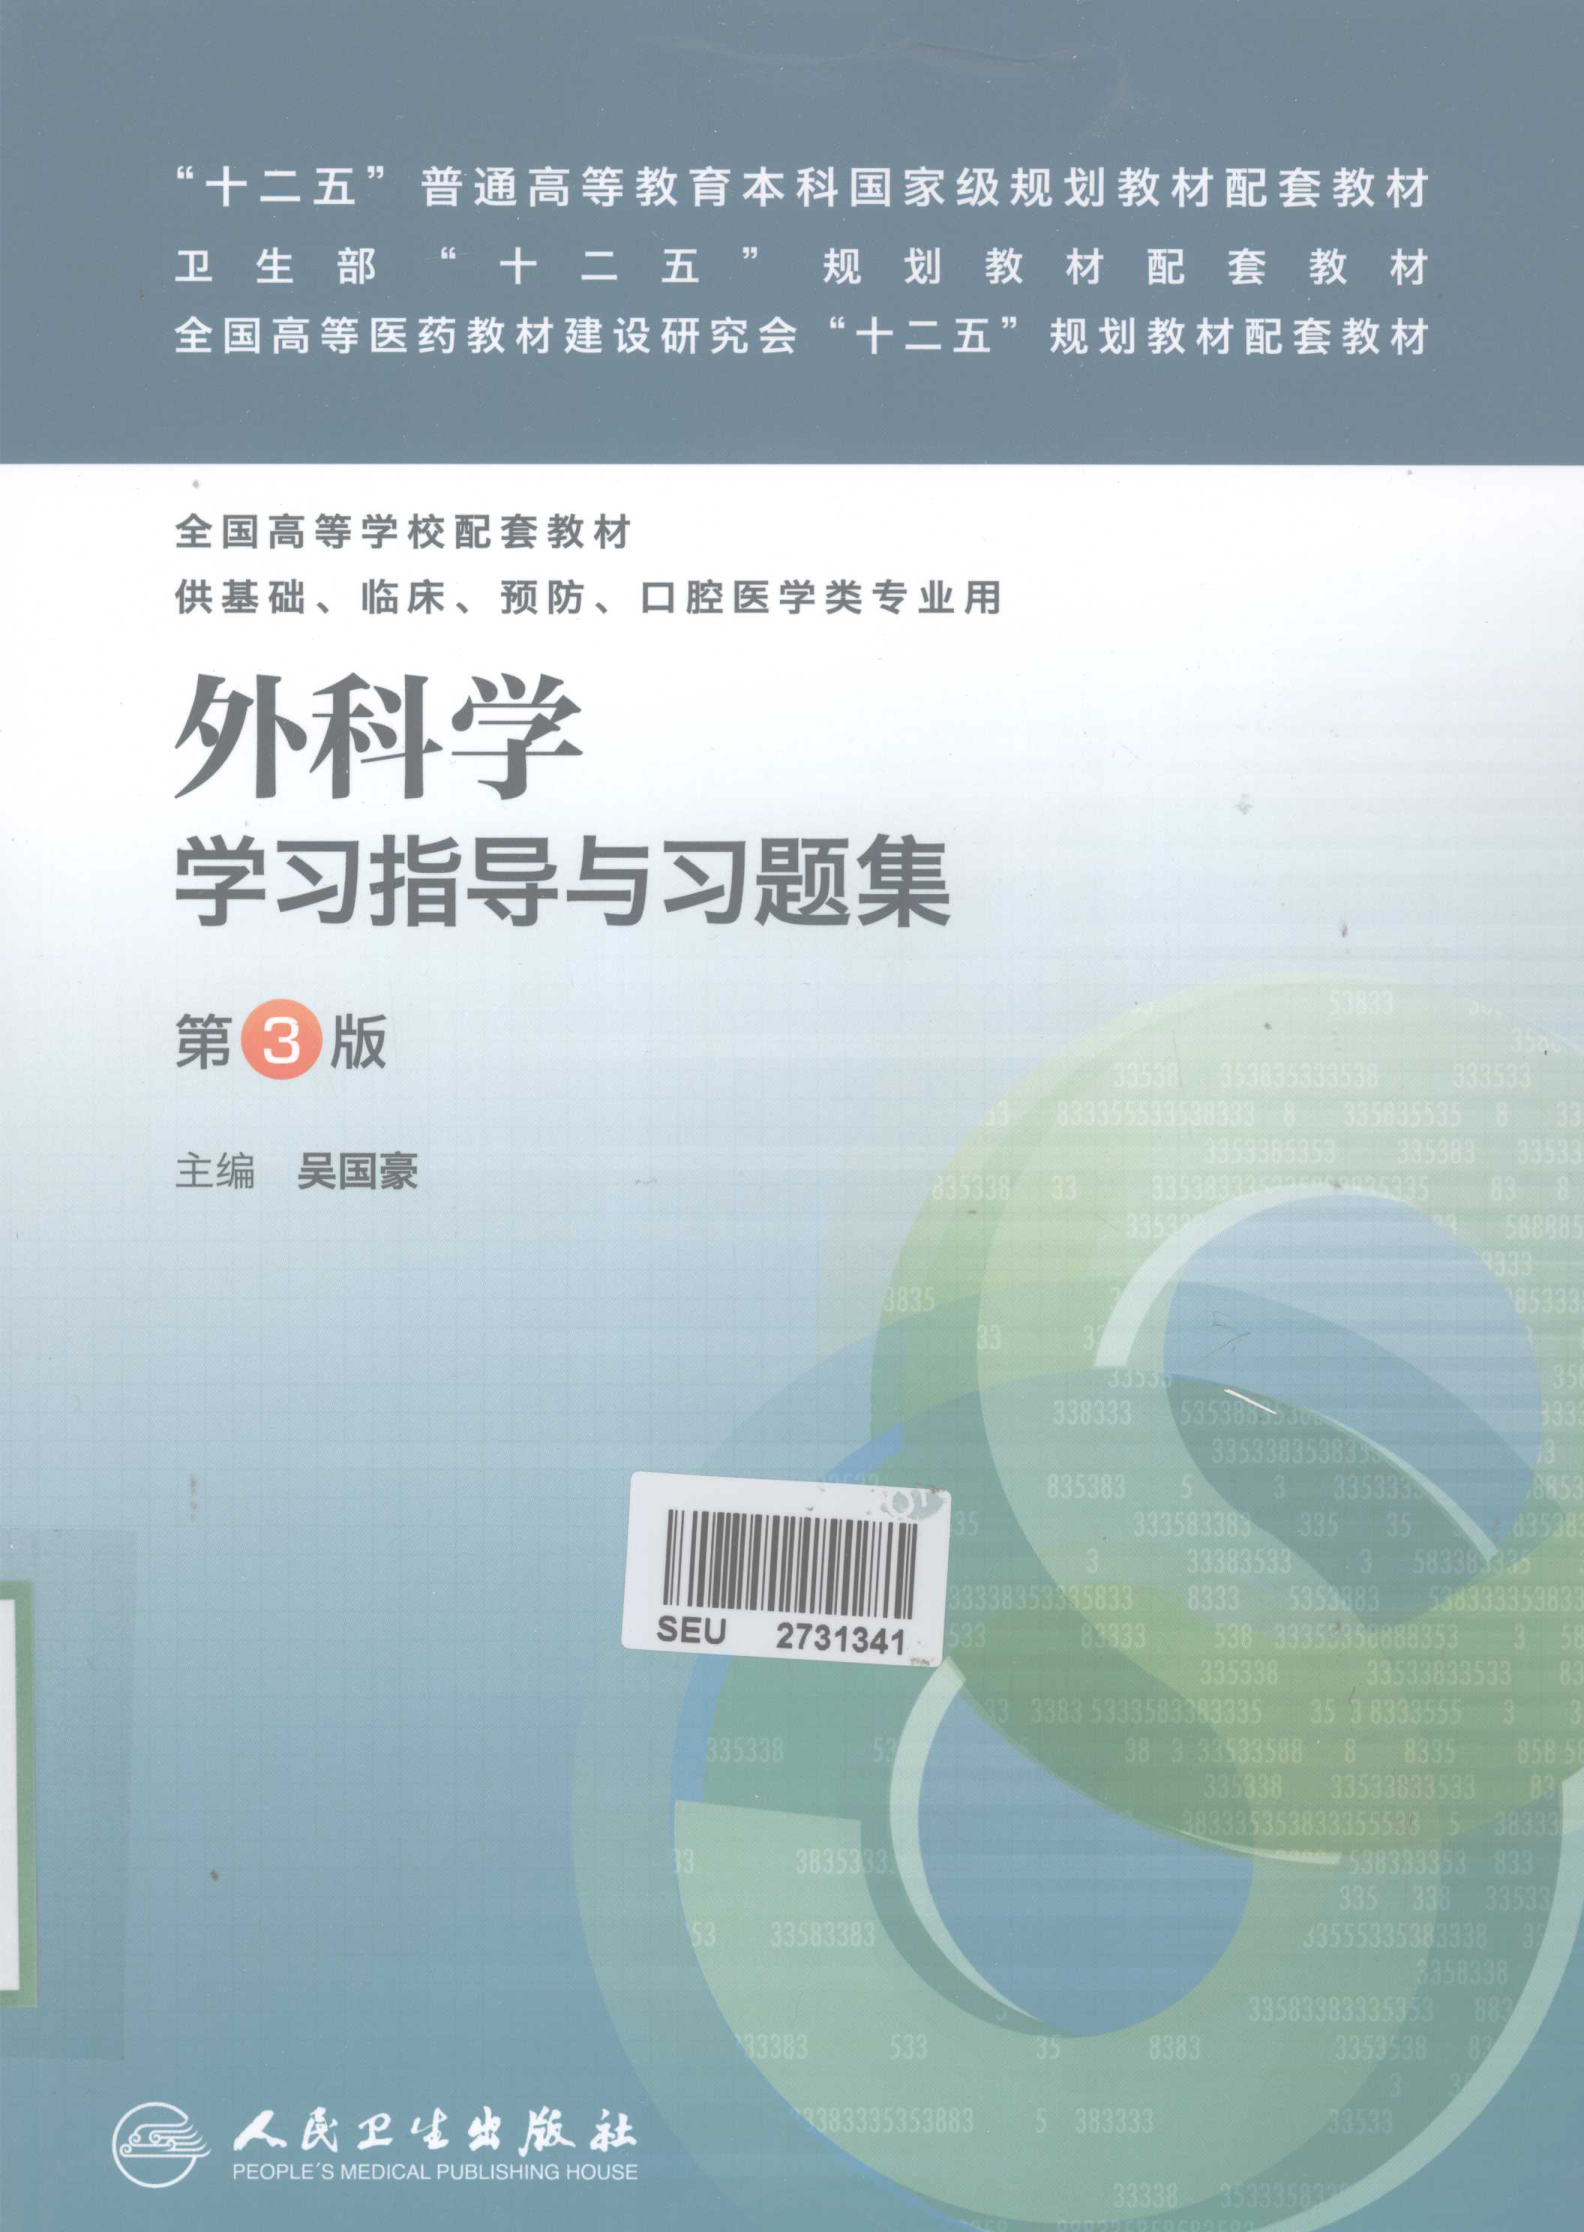 “十二五”普通高等教育本科国家级规划教材配套教材
卫生部“十二五”规划教材配套教材
全国高等医药教材建设研究会“十二五”规划教材配套教材
全国高等学校配套教材
供基础、临床、预防、口腔医学类专业用
外科学
学习指导与习题集
第3版
主编 吴国豪
SEU 2731341
人民卫生出版社
PEOPLE'S MEDICAL PUBLISHING HOUSE